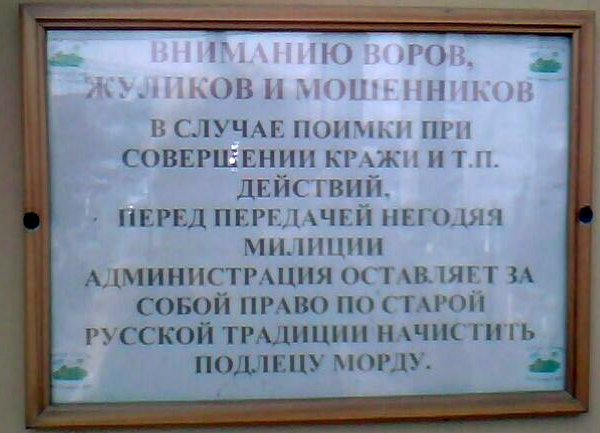 ВНИМАНИЮ ВОРОВ,
ЖУЛИКОВ И МОШЕННИКОВ
В СЛУЧАЕ ПОИМКИ ПРИ
СОВЕРШЕНИИ КРАЖИ И Т.П.
ДЕЙСТВИЙ,
ПЕРЕД ПЕРЕДАЧЕЙ НЕГОДЯЯ
МИЛИЦИИ
АДМИНИСТРАЦИЯ ОСТАВЛЯЕТ ЗА
СОБОЙ ПРАВО ПО СТАРОЙ
РУССКОЙ ТРАДИЦИИ НАЧИСТИТЬ
ПОДЛЕЦУ МОРДУ.